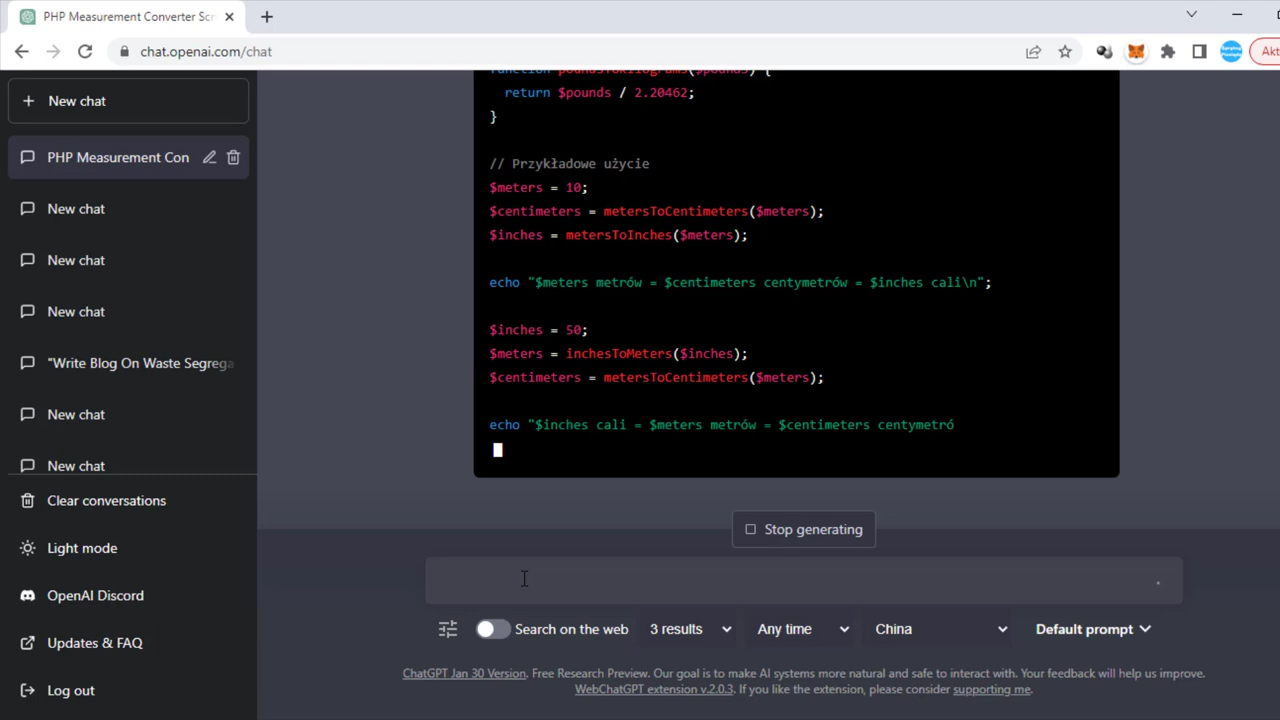 PHP Measurement Converter Scr
chat.openai.com/chat
Akt
New chat
PHP Measurement Con
New chat
New chat
New chat
"Write Blog On Waste Segrega
New chat
New chat
Clear conversations
Light mode
OpenAI Discord
Updates & FAQ
Log out
function poundsToKilograms($pounds) {
return $pounds / 2.20462;
}
// Przykładowe użycie
$meters = 10;
$centimeters = metersToCentimeters($meters);
$inches = metersToInches($meters);
echo "$meters metrów = $centimeters centymetrów = $inches cali\n";
$inches = 50;
$meters = inchesToMeters($inches);
$centimeters = metersToCentimeters($meters);
echo "$inches cali = $meters metrów = $centimeters centymetró
Stop generating
Search on the web
3 results
Any time
China
Default prompt
ChatGPT Jan 30 Version. Free Research Preview. Our goal is to make AI systems more natural and safe to interact with. Your feedback will help us improve.
WebChatGPT extension v.2.0.3. If you like the extension, please consider supporting me.